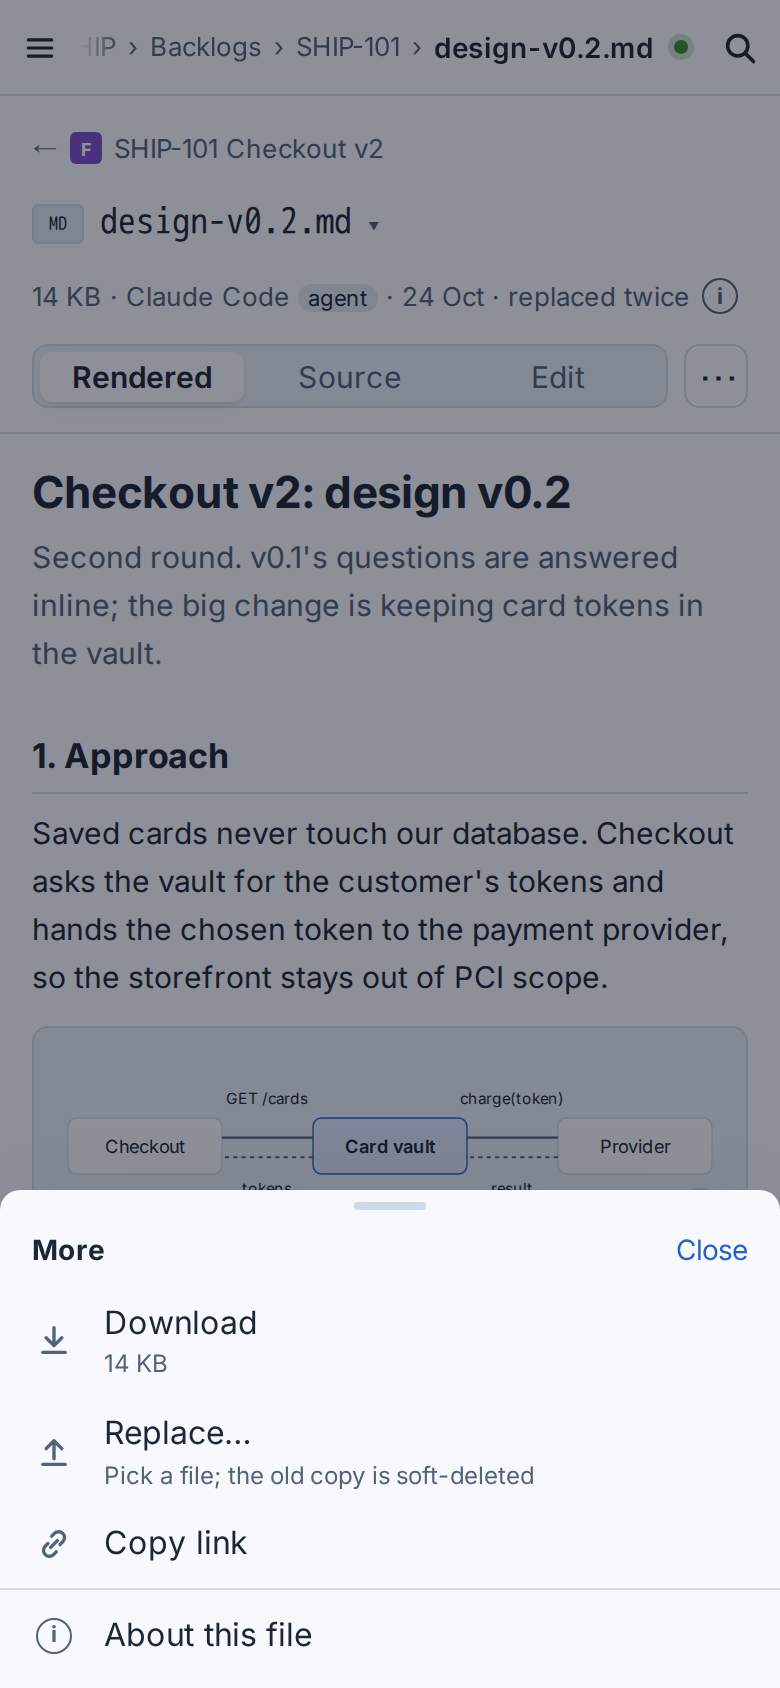 HIP › Backlogs › SHIP-101 › design-v0.2.md
← F SHIP-101 Checkout v2
MD design-v0.2.md ▾
14 KB · Claude Code agent · 24 Oct · replaced twice i
Rendered Source Edit ...
Checkout v2: design v0.2
Second round. v0.1's questions are answered
inline; the big change is keeping card tokens in
the vault.
1. Approach
Saved cards never touch our database. Checkout
asks the vault for the customer's tokens and
hands the chosen token to the payment provider,
so the storefront stays out of PCI scope.
GET /cards charge(token)
Checkout Card vault Provider
tokens result
More Close
Download
14 KB
Replace...
Pick a file; the old copy is soft-deleted
Copy link
i About this file